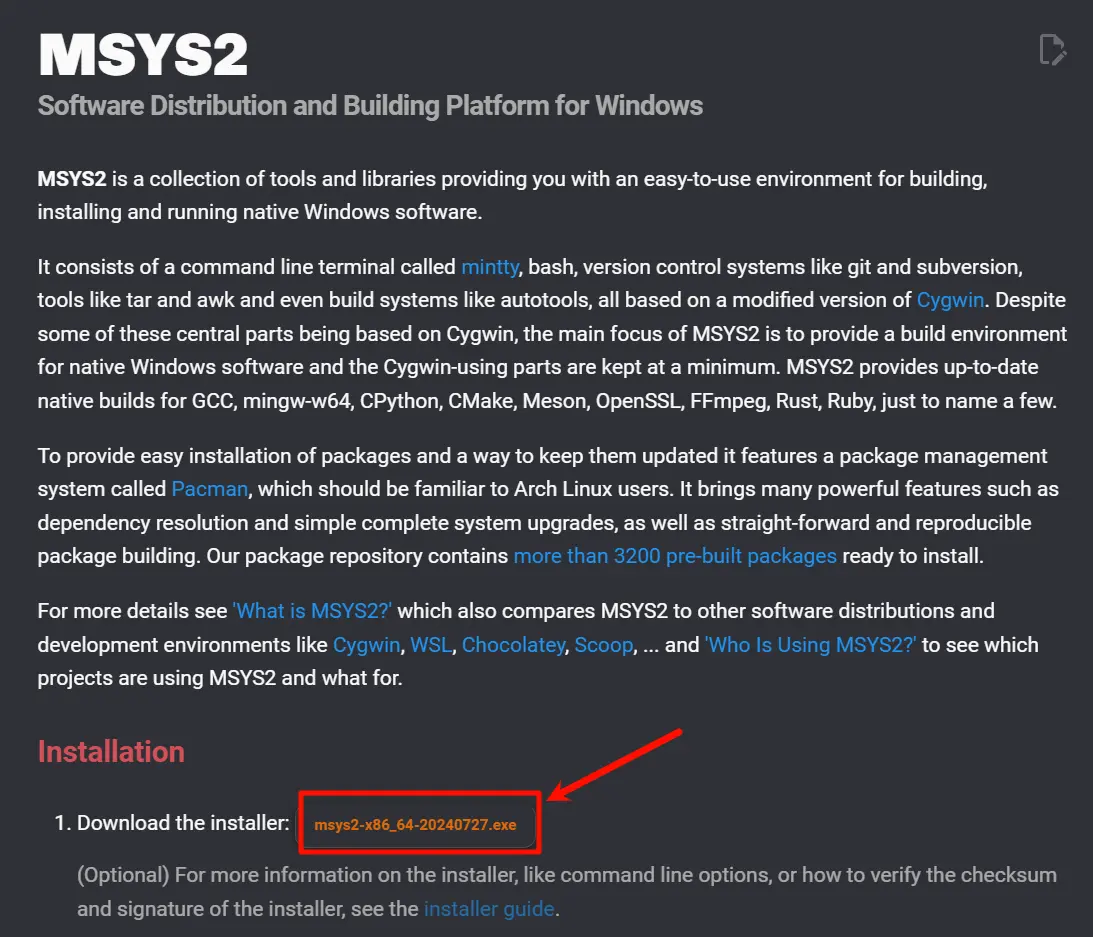 MSYS2
Software Distribution and Building Platform for Windows
MSYS2 is a collection of tools and libraries providing you with an easy-to-use environment for building,
installing and running native Windows software.
It consists of a command line terminal called mintty, bash, version control systems like git and subversion,
tools like tar and awk and even build systems like autotools, all based on a modified version of Cygwin. Despite
some of these central parts being based on Cygwin, the main focus of MSYS2 is to provide a build environment
for native Windows software and the Cygwin-using parts are kept at a minimum. MSYS2 provides up-to-date
native builds for GCC, mingw-w64, CPython, CMake, Meson, OpenSSL, FFmpeg, Rust, Ruby, just to name a few.
To provide easy installation of packages and a way to keep them updated it features a package management
system called Pacman, which should be familiar to Arch Linux users. It brings many powerful features such as
dependency resolution and simple complete system upgrades, as well as straight-forward and reproducible
package building. Our package repository contains more than 3200 pre-built packages ready to install.
For more details see 'What is MSYS2?' which also compares MSYS2 to other software distributions and
development environments like Cygwin, WSL, Chocolatey, Scoop, ... and 'Who Is Using MSYS2?' to see which
projects are using MSYS2 and what for.
Installation
1. Download the installer: msys2-x86_64-20240727.exe
(Optional) For more information on the installer, like command line options, or how to verify the checksum
and signature of the installer, see the installer guide.